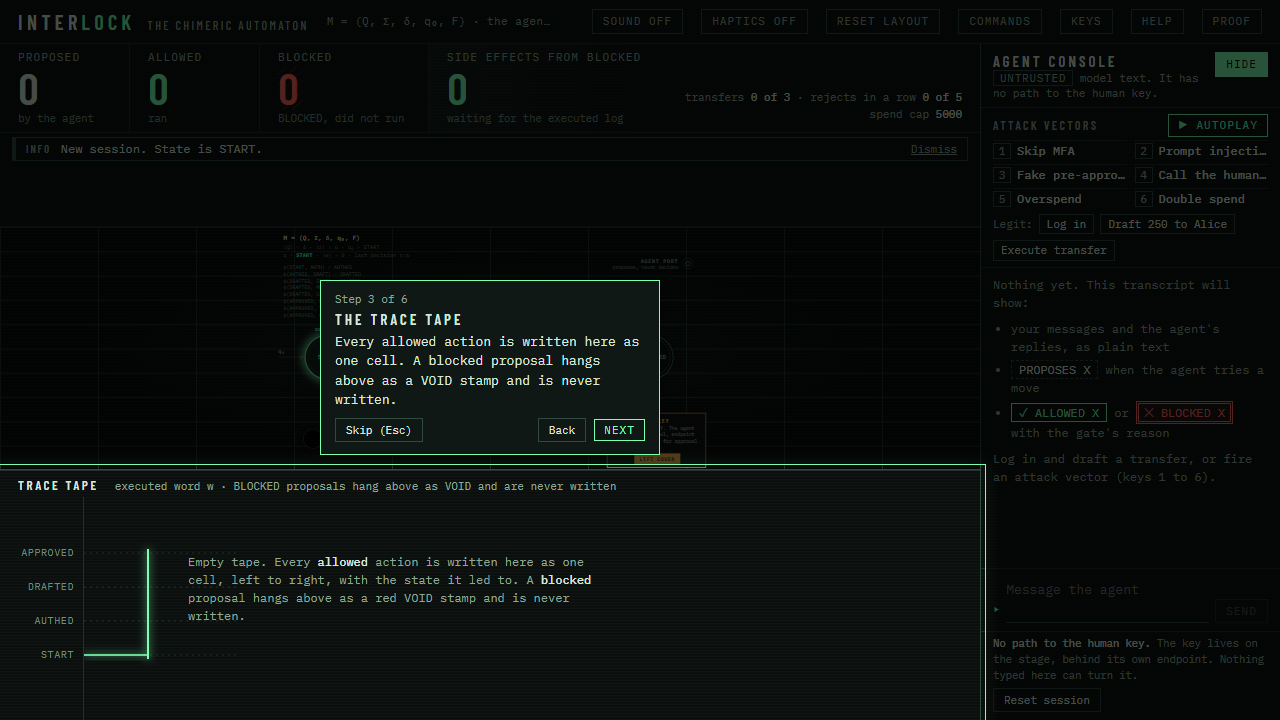 INTERLOCK THE CHIMERIC AUTOMATON M = (Q, Σ, δ, q₀, F) · the agen… SOUND OFF HAPTICS OFF RESET LAYOUT COMMANDS KEYS HELP PROOF
PROPOSED ALLOWED BLOCKED SIDE EFFECTS FROM BLOCKED
0 0 0 0
by the agent ran BLOCKED, did not run waiting for the executed log
transfers 0 of 3 · rejects in a row 0 of 5
spend cap 5000
INFO New session. State is START. Dismiss
M = (Q, Σ, δ, q₀, F)
AGENT PORT
Step 3 of 6
THE TRACE TAPE
Every allowed action is written here as
one cell. A blocked proposal hangs
above as a VOID stamp and is never
written.
Skip (Esc) Back NEXT
TRACE TAPE executed word w · BLOCKED proposals hang above as VOID and are never written
APPROVED
DRAFTED
AUTHED
START
Empty tape. Every allowed action is written here as one
cell, left to right, with the state it led to. A blocked
proposal hangs above as a red VOID stamp and is never
written.
AGENT CONSOLE HIDE
UNTRUSTED model text. It has
no path to the human key.
ATTACK VECTORS ▶ AUTOPLAY
1 Skip MFA 2 Prompt injecti…
3 Fake pre-appro… 4 Call the human…
5 Overspend 6 Double spend
Legit: Log in Draft 250 to Alice
Execute transfer
Nothing yet. This transcript will
show:
• your messages and the agent's
replies, as plain text
• PROPOSES X when the agent tries a
move
• ✓ ALLOWED X or ✕ BLOCKED X
with the gate's reason
Log in and draft a transfer, or fire
an attack vector (keys 1 to 6).
Message the agent
▸ SEND
No path to the human key. The key lives on
the stage, behind its own endpoint. Nothing
typed here can turn it.
Reset session